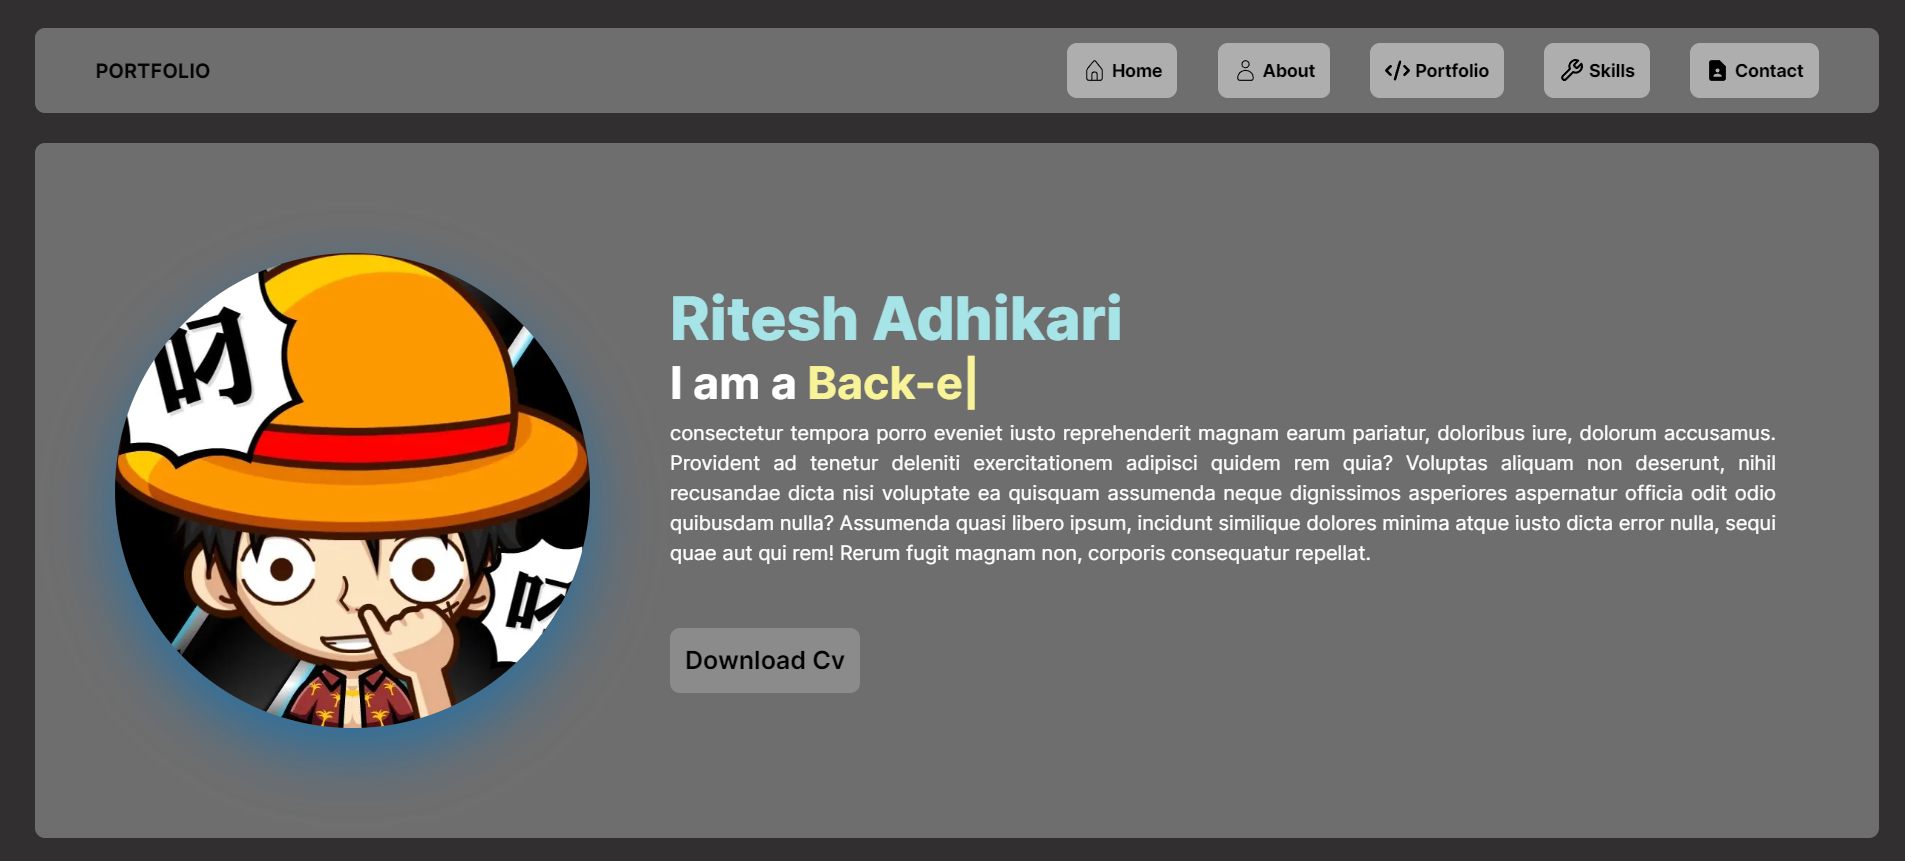 PORTFOLIO
Home
About
Portfolio
Skills
Contact
Ritesh Adhikari
I am a Back-e|
consectetur tempora porro eveniet iusto reprehenderit magnam earum pariatur, doloribus iure, dolorum accusamus.
Provident ad tenetur deleniti exercitationem adipisci quidem rem quia? Voluptas aliquam non deserunt, nihil
recusandae dicta nisi voluptate ea quisquam assumenda neque dignissimos asperiores aspernatur officia odit odio
quibusdam nulla? Assumenda quasi libero ipsum, incidunt similique dolores minima atque iusto dicta error nulla, sequi
quae aut qui rem! Rerum fugit magnam non, corporis consequatur repellat.
Download Cv